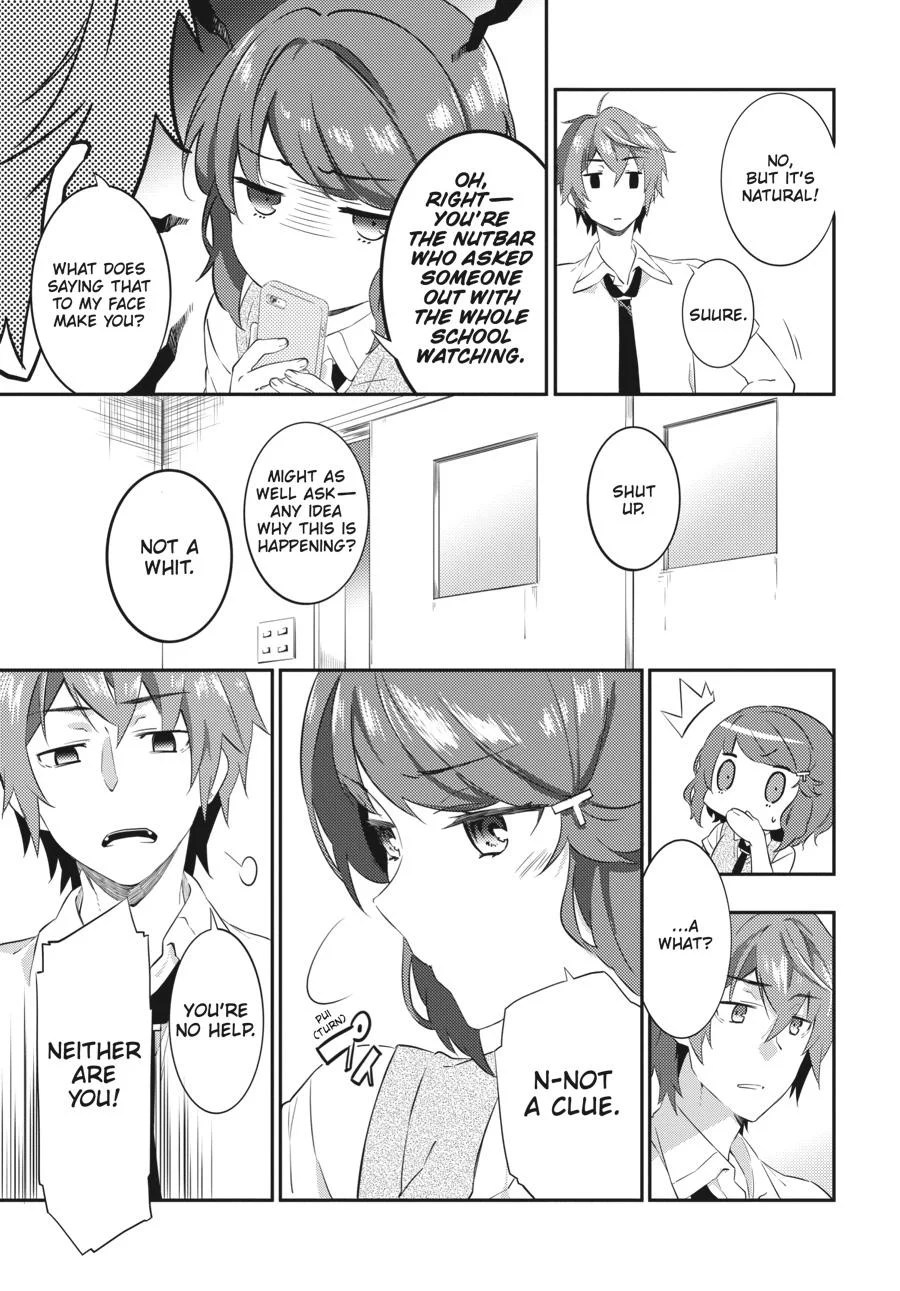 NO,
BUT IT'S
NATURAL!
SUURE.
OH,
RIGHT—
YOU'RE
THE NUTBAR
WHO ASKED
SOMEONE
OUT WITH
THE WHOLE
SCHOOL
WATCHING.
WHAT DOES
SAYING THAT
TO MY FACE
MAKE YOU?
SHUT
UP.
MIGHT AS
WELL ASK—
ANY IDEA
WHY THIS IS
HAPPENING?
NOT A
WHIT.
...A
WHAT?
N-NOT
A CLUE.
PUI
(TURN)
プイ
YOU'RE
NO HELP.
NEITHER
ARE
YOU!